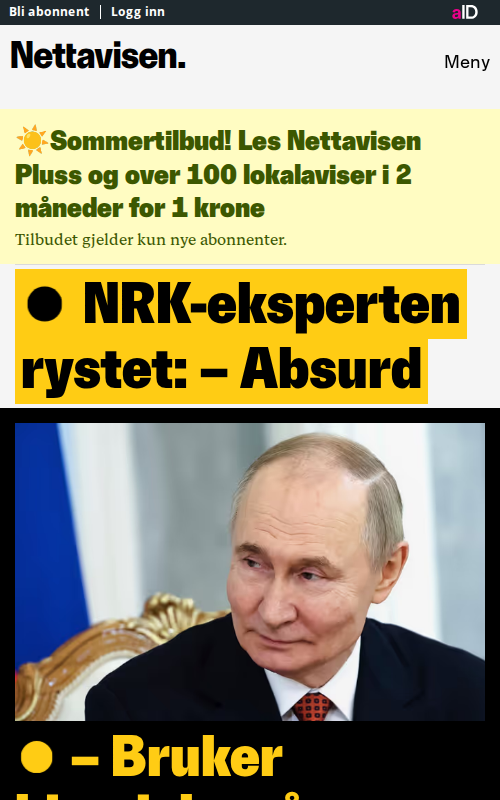 Bli abonnent | Logg inn
aID
Nettavisen.
Meny
☀️Sommertilbud! Les Nettavisen
Pluss og over 100 lokalaviser i 2
måneder for 1 krone
Tilbudet gjelder kun nye abonnenter.
● NRK-eksperten
rystet: – Absurd
● – Bruker